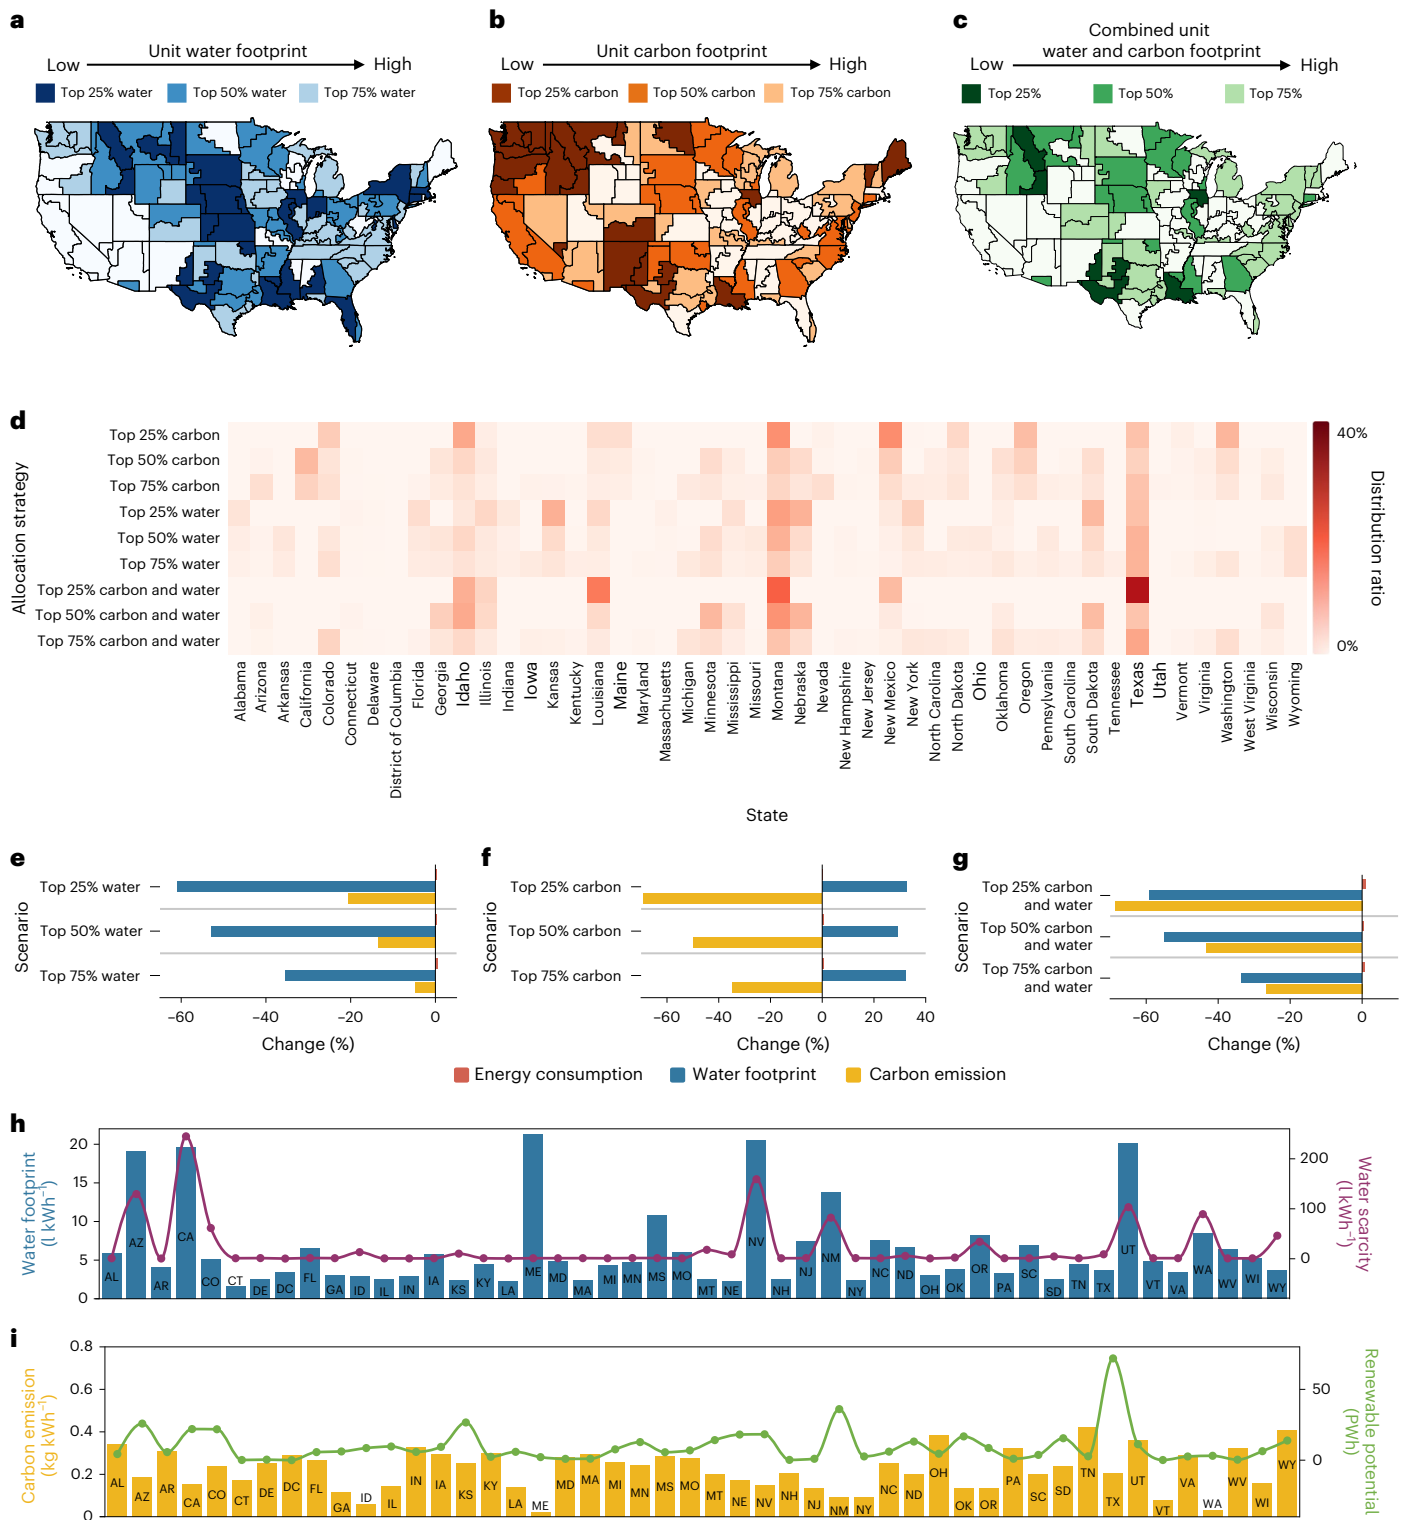 a
Unit water footprint
Low
High
Top 25% water
Top 50% water
Top 75% water
b
Unit carbon footprint
Low
High
Top 25% carbon
Top 50% carbon
Top 75% carbon
c
Combined unit
water and carbon footprint
Low
High
Top 25%
Top 50%
Top 75%
d
Allocation strategy
Top 25% carbon
Top 50% carbon
Top 75% carbon
Top 25% water
Top 50% water
Top 75% water
Top 25% carbon and water
Top 50% carbon and water
Top 75% carbon and water
40%
0%
Distribution ratio
Alabama
Arizona
Arkansas
California
Colorado
Connecticut
Delaware
District of Columbia
Florida
Georgia
Idaho
Illinois
Indiana
Iowa
Kansas
Kentucky
Louisiana
Maine
Maryland
Massachusetts
Michigan
Minnesota
Mississippi
Missouri
Montana
Nebraska
Nevada
New Hampshire
New Jersey
New Mexico
New York
North Carolina
North Dakota
Ohio
Oklahoma
Oregon
Pennsylvania
South Carolina
South Dakota
Tennessee
Texas
Utah
Vermont
Virginia
Washington
West Virginia
Wisconsin
Wyoming
State
e
Scenario
Top 25% water
Top 50% water
Top 75% water
−60 −40 −20 0
Change (%)
f
Scenario
Top 25% carbon
Top 50% carbon
Top 75% carbon
−60 −40 −20 0 20 40
Change (%)
g
Scenario
Top 25% carbon
and water
Top 50% carbon
and water
Top 75% carbon
and water
−60 −40 −20 0
Change (%)
Energy consumption
Water footprint
Carbon emission
h
Water footprint
(l kWh−1)
20
15
10
5
0
AL AZ AR CA CO CT DE DC FL GA ID IL IN IA KS KY LA ME MD MA MI MN MS MO MT NE NV NH NJ NM NY NC ND OH OK OR PA SC SD TN TX UT VT VA WA WV WI WY
200
100
0
Water scarcity
(l kWh−1)
i
Carbon emission
(kg kWh−1)
0.8
0.6
0.4
0.2
0
AL AZ AR CA CO CT DE DC FL GA ID IL IN IA KS KY LA ME MD MA MI MN MS MO MT NE NV NH NJ NM NY NC ND OH OK OR PA SC SD TN TX UT VT VA WA WV WI WY
50
0
Renewable potential
(PWh)